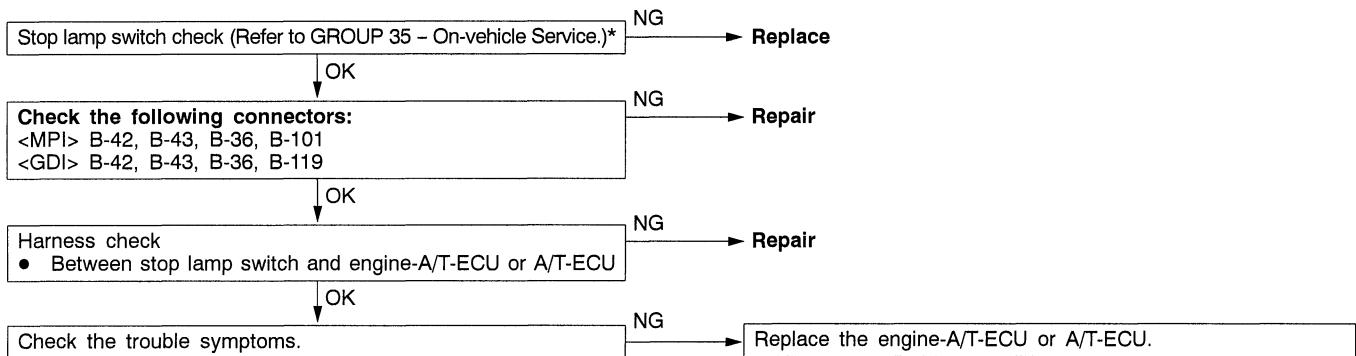 Stop lamp switch check (Refer to GROUP 35 – On-vehicle Service.)*
NG
Replace
OK
Check the following connectors:
<MPI> B-42, B-43, B-36, B-101
<GDI> B-42, B-43, B-36, B-119
NG
Repair
OK
Harness check
● Between stop lamp switch and engine-A/T-ECU or A/T-ECU
NG
Repair
OK
Check the trouble symptoms.
NG
Replace the engine-A/T-ECU or A/T-ECU.